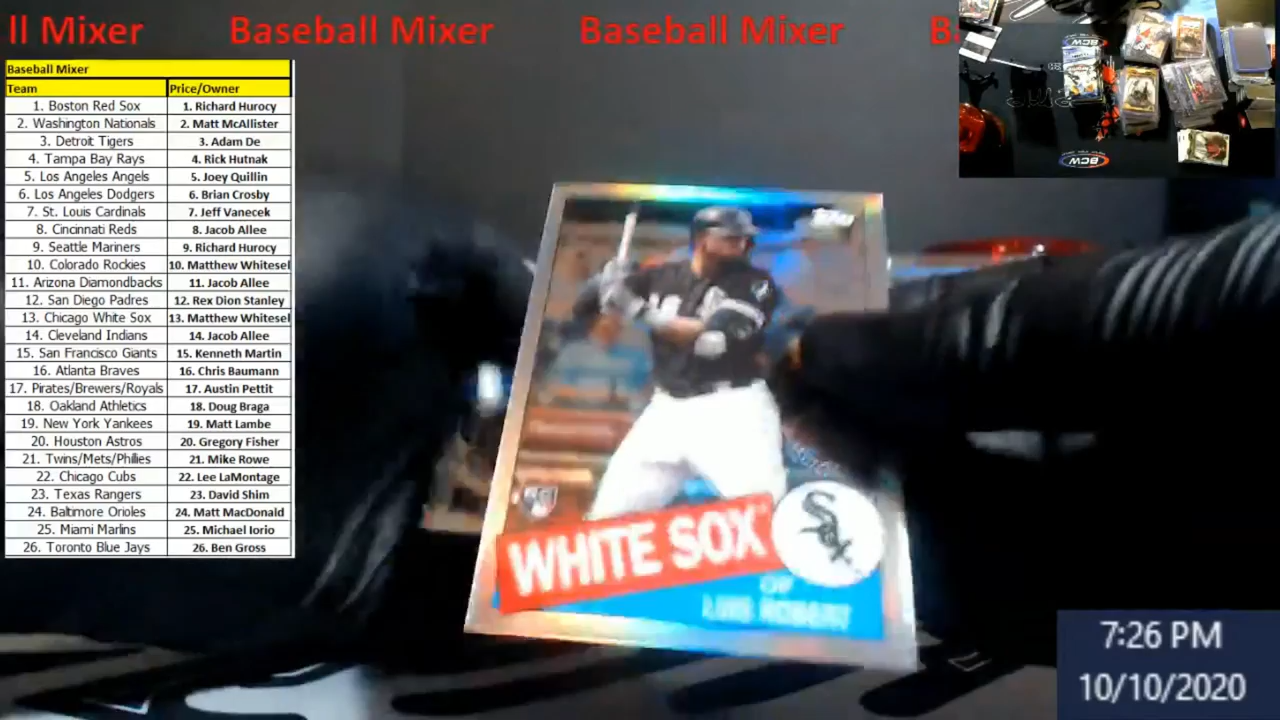 ll Mixer Baseball Mixer Baseball Mixer B
Baseball Mixer
Team Price/Owner
1. Boston Red Sox 1. Richard Hurocy
2. Washington Nationals 2. Matt McAllister
3. Detroit Tigers 3. Adam De
4. Tampa Bay Rays 4. Rick Hutnak
5. Los Angeles Angels 5. Joey Quillin
6. Los Angeles Dodgers 6. Brian Crosby
7. St. Louis Cardinals 7. Jeff Vanecek
8. Cincinnati Reds 8. Jacob Allee
9. Seattle Mariners 9. Richard Hurocy
10. Colorado Rockies 10. Matthew Whitesel
11. Arizona Diamondbacks 11. Jacob Allee
12. San Diego Padres 12. Rex Dion Stanley
13. Chicago White Sox 13. Matthew Whitesel
14. Cleveland Indians 14. Jacob Allee
15. San Francisco Giants 15. Kenneth Martin
16. Atlanta Braves 16. Chris Baumann
17. Pirates/Brewers/Royals 17. Austin Pettit
18. Oakland Athletics 18. Doug Braga
19. New York Yankees 19. Matt Lambe
20. Houston Astros 20. Gregory Fisher
21. Twins/Mets/Phillies 21. Mike Rowe
22. Chicago Cubs 22. Lee LaMontage
23. Texas Rangers 23. David Shim
24. Baltimore Orioles 24. Matt MacDonald
25. Miami Marlins 25. Michael Iorio
26. Toronto Blue Jays 26. Ben Gross
BCW
BCW
Topps
WHITE SOX
Sox
OF
LUIS ROBERT
7:26 PM
10/10/2020